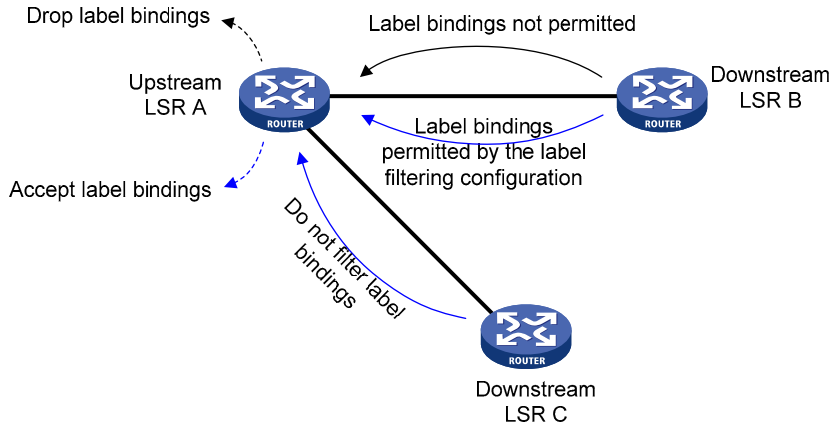 Drop label bindings
Label bindings not permitted
Upstream
LSR A
ROUTER
ROUTER
Downstream
LSR B
Label bindings
permitted by the label
filtering configuration
Accept label bindings
Do not filter label
bindings
ROUTER
Downstream
LSR C